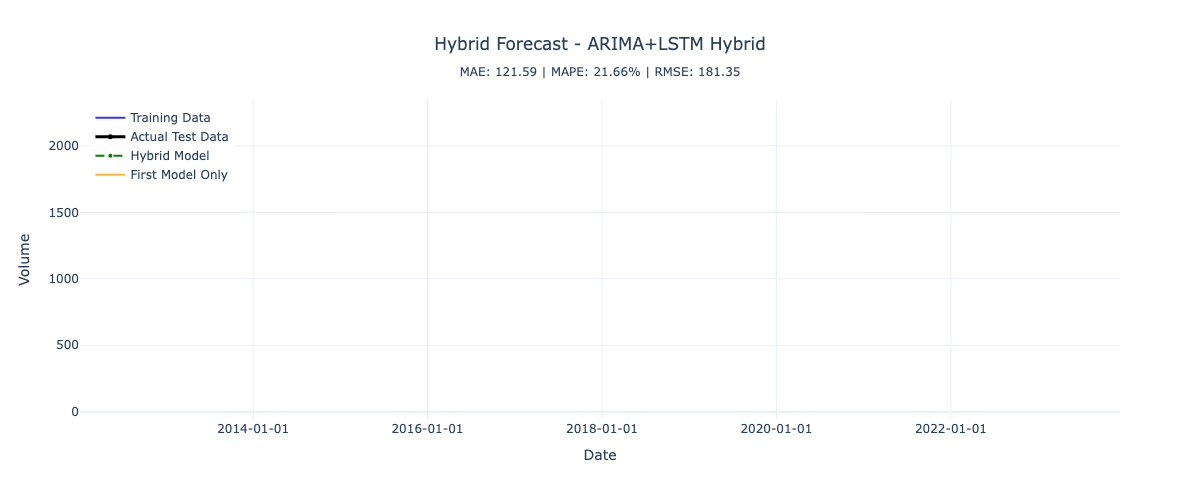 Hybrid Forecast - ARIMA+LSTM Hybrid
MAE: 121.59 | MAPE: 21.66% | RMSE: 181.35
Training Data
Actual Test Data
Hybrid Model
First Model Only
Volume
2000
1500
1000
500
0
2014-01-01
2016-01-01
2018-01-01
2020-01-01
2022-01-01
Date